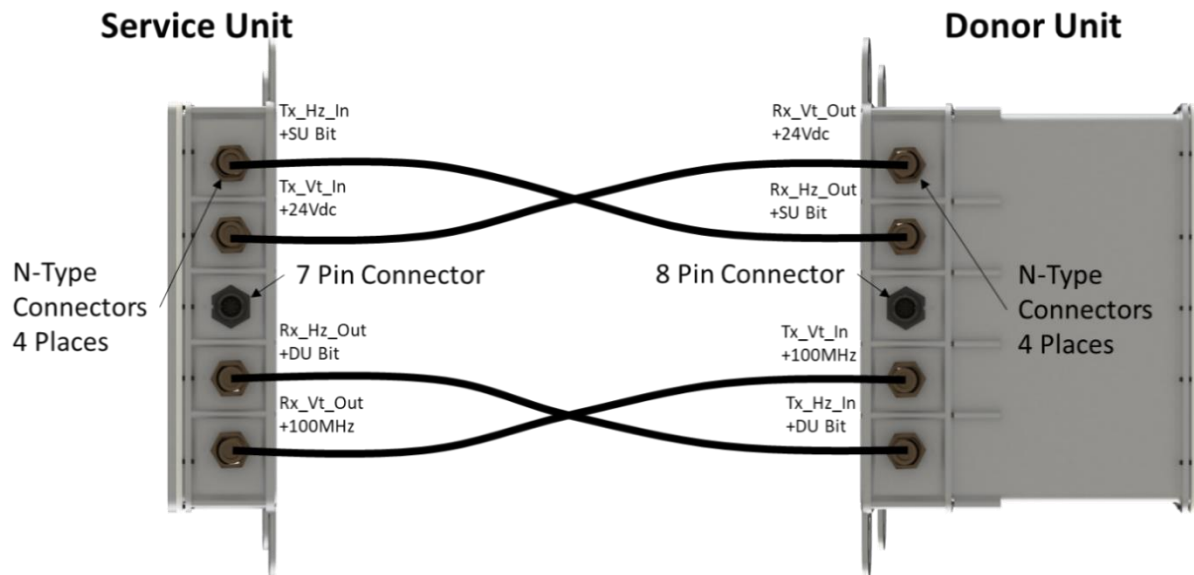 Service Unit
Donor Unit
Tx_Hz_In
+SU Bit
Rx_Vt_Out
+24Vdc
Tx_Vt_In
+24Vdc
Rx_Hz_Out
+SU Bit
N-Type
Connectors
4 Places
7 Pin Connector
8 Pin Connector
N-Type
Connectors
4 Places
Rx_Hz_Out
+DU Bit
Tx_Vt_In
+100MHz
Rx_Vt_Out
+100MHz
Tx_Hz_In
+DU Bit